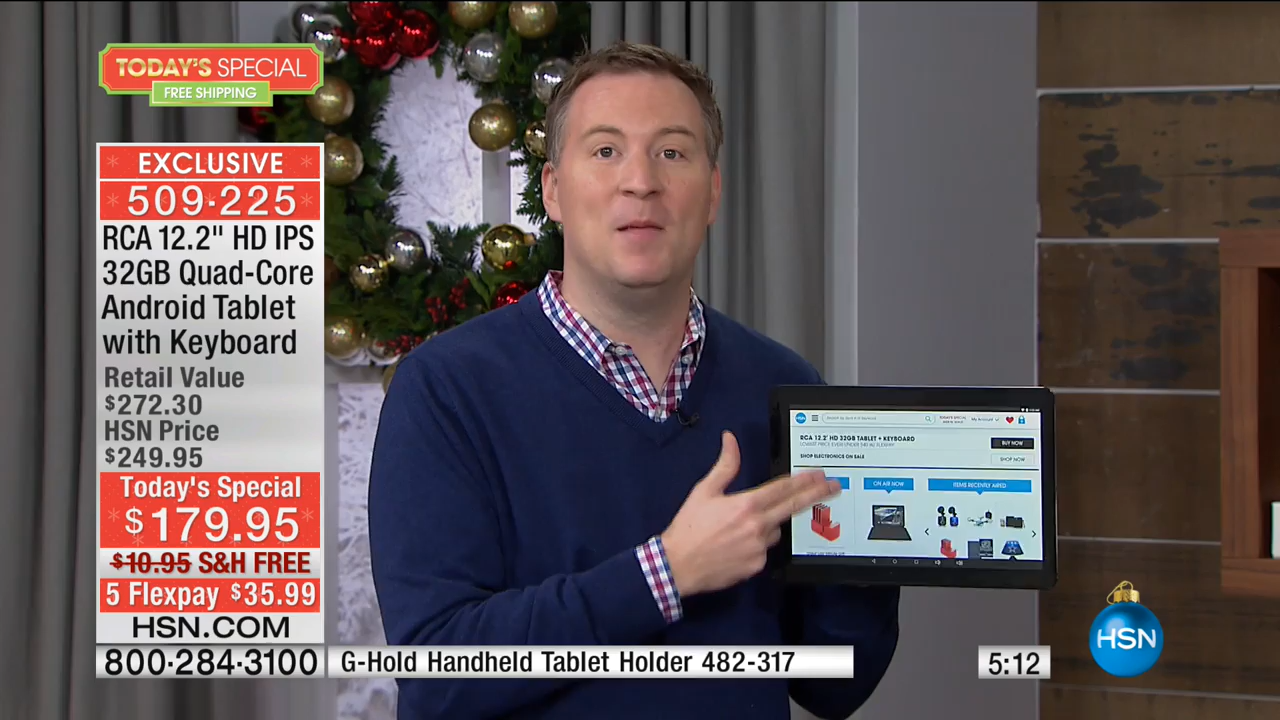 TODAY'S SPECIAL
FREE SHIPPING
EXCLUSIVE
509·225
RCA 12.2" HD IPS
32GB Quad-Core
Android Tablet
with Keyboard
Retail Value
$272.30
HSN Price
$249.95
Today's Special
$179.95
$10.95 S&H FREE
5 Flexpay $35.99
HSN.COM
800·284·3100
G-Hold Handheld Tablet Holder 482-317
5:12
HSN
HSN
My Account
RCA 12.2" HD 32GB TABLET + KEYBOARD
BUY NOW
SHOP ELECTRONICS ON SALE
SHOP NOW
ON AIR NOW
ITEMS RECENTLY AIRED